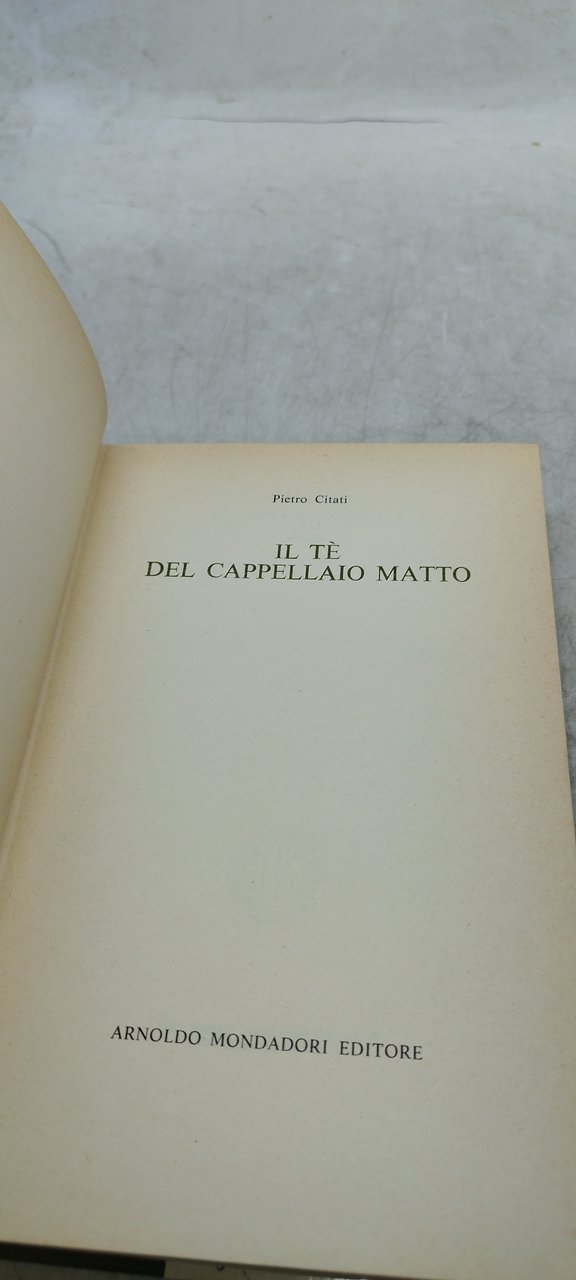 Pietro Citati
IL TÈ
DEL CAPPELLAIO MATTO
ARNOLDO MONDADORI EDITORE